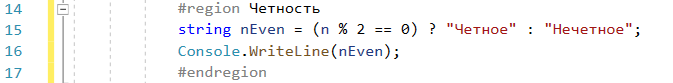 14 #region Четность
15 string nEven = (n % 2 == 0) ? "Четное" : "Нечетное";
16 Console.WriteLine(nEven);
17 #endregion